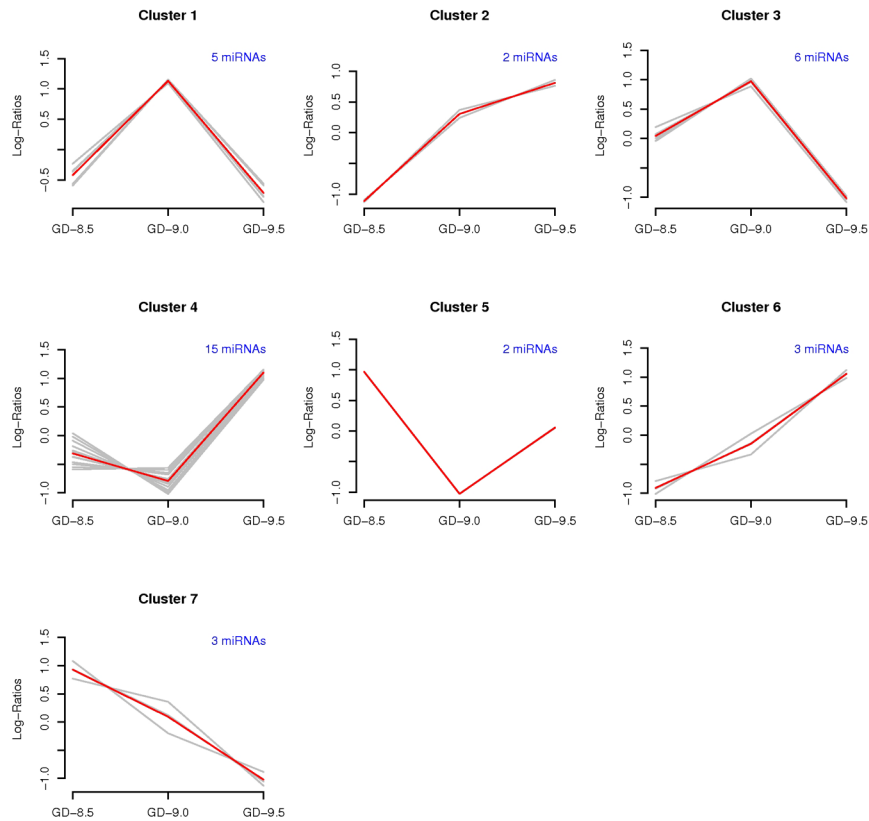 Cluster 1
5 miRNAs
Log−Ratios
1.5
1.0
0.5
−0.5
GD−8.5 GD−9.0 GD−9.5
Cluster 2
2 miRNAs
Log−Ratios
1.0
0.5
0.0
−1.0
GD−8.5 GD−9.0 GD−9.5
Cluster 3
6 miRNAs
Log−Ratios
1.5
1.0
0.5
0.0
−1.0
GD−8.5 GD−9.0 GD−9.5
Cluster 4
15 miRNAs
Log−Ratios
1.5
1.0
0.5
0.0
−1.0
GD−8.5 GD−9.0 GD−9.5
Cluster 5
2 miRNAs
Log−Ratios
1.5
1.0
0.5
0.0
−1.0
GD−8.5 GD−9.0 GD−9.5
Cluster 6
3 miRNAs
Log−Ratios
1.5
1.0
0.5
0.0
−1.0
GD−8.5 GD−9.0 GD−9.5
Cluster 7
3 miRNAs
Log−Ratios
1.5
1.0
0.5
0.0
−1.0
GD−8.5 GD−9.0 GD−9.5